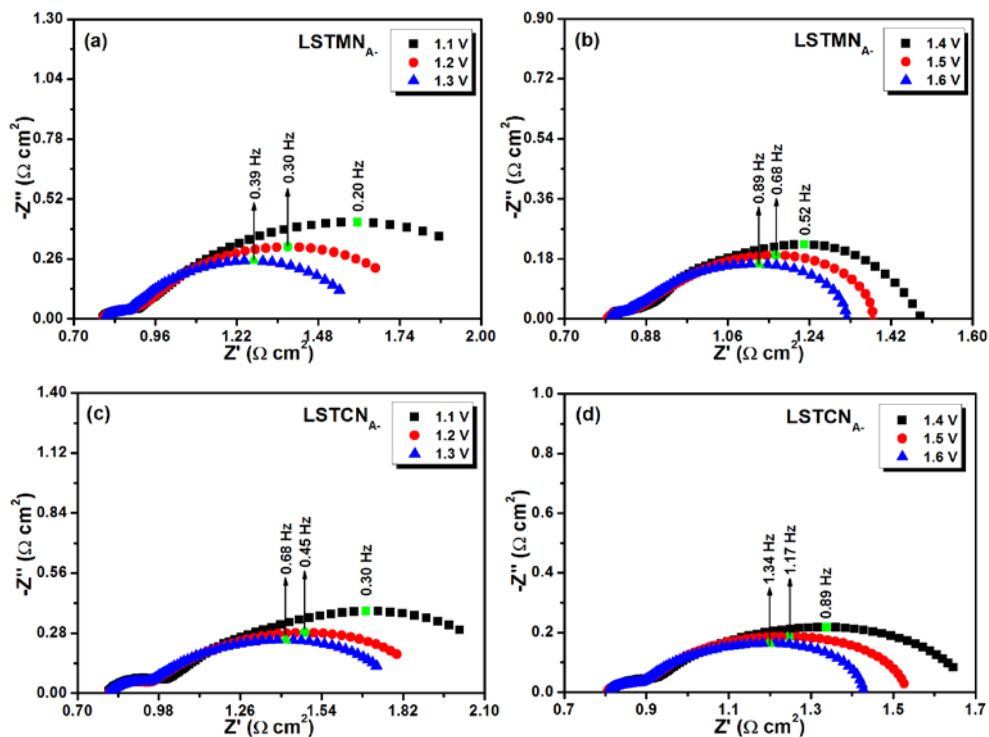 (a)
LSTMN A-
1.1 V
1.2 V
1.3 V
0.39 Hz
0.30 Hz
0.20 Hz
1.30
1.04
0.78
0.52
0.26
0.00
-Z'' (Ω cm²)
0.70 0.96 1.22 1.48 1.74 2.00
Z' (Ω cm²)
(b)
LSTMN A-
1.4 V
1.5 V
1.6 V
0.89 Hz
0.68 Hz
0.52 Hz
0.90
0.72
0.54
0.36
0.18
0.00
-Z'' (Ω cm²)
0.70 0.88 1.06 1.24 1.42 1.60
Z' (Ω cm²)
(c)
LSTCN A-
1.1 V
1.2 V
1.3 V
0.68 Hz
0.45 Hz
0.30 Hz
1.40
1.12
0.84
0.56
0.28
0.00
-Z'' (Ω cm²)
0.70 0.98 1.26 1.54 1.82 2.10
Z' (Ω cm²)
(d)
LSTCN A-
1.4 V
1.5 V
1.6 V
1.34 Hz
1.17 Hz
0.89 Hz
1.0
0.8
0.6
0.4
0.2
0.0
-Z'' (Ω cm²)
0.7 0.9 1.1 1.3 1.5 1.7
Z' (Ω cm²)